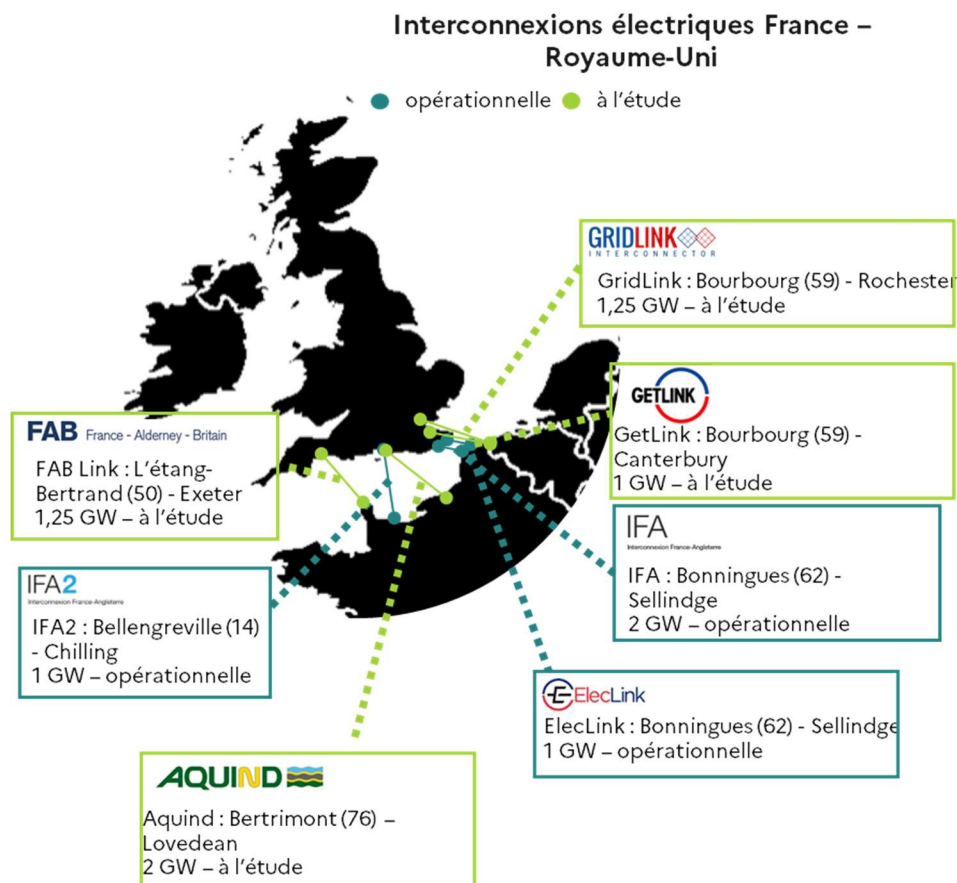 Interconnexions électriques France –
Royaume-Uni
opérationnelle
à l'étude
GRIDLINK
INTERCONNECTOR
GridLink : Bourbourg (59) - Rochester
1,25 GW – à l'étude
GETLINK
GetLink : Bourbourg (59) -
Canterbury
1 GW – à l'étude
FAB France - Alderney - Britain
FAB Link : L'étang-
Bertrand (50) - Exeter
1,25 GW – à l'étude
IFA
Interconnexion France-Angleterre
IFA : Bonningues (62) -
Sellindge
2 GW – opérationnelle
IFA2
Interconnexion France-Angleterre
IFA2 : Bellengreville (14)
- Chilling
1 GW – opérationnelle
ElecLink
ElecLink : Bonningues (62) - Sellindge
1 GW – opérationnelle
AQUIND
Aquind : Bertrimont (76) –
Lovedean
2 GW – à l'étude